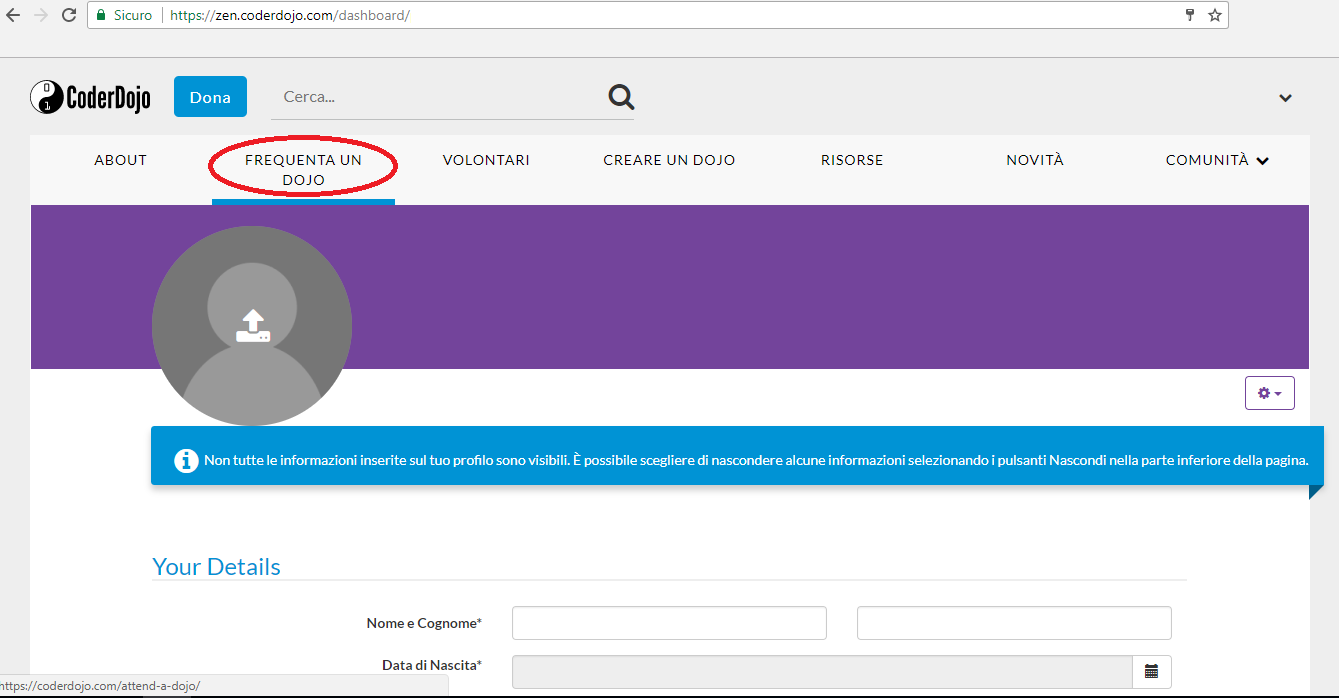 Sicuro
https://zen.coderdojo.com/dashboard/
0
1
CoderDojo
Dona
Cerca...
ABOUT
FREQUENTA UN
DOJO
VOLONTARI
CREARE UN DOJO
RISORSE
NOVITÀ
COMUNITÀ
Non tutte le informazioni inserite sul tuo profilo sono visibili. È possibile scegliere di nascondere alcune informazioni selezionando i pulsanti Nascondi nella parte inferiore della pagina.
Your Details
Nome e Cognome*
Data di Nascita*
https://coderdojo.com/attend-a-dojo/